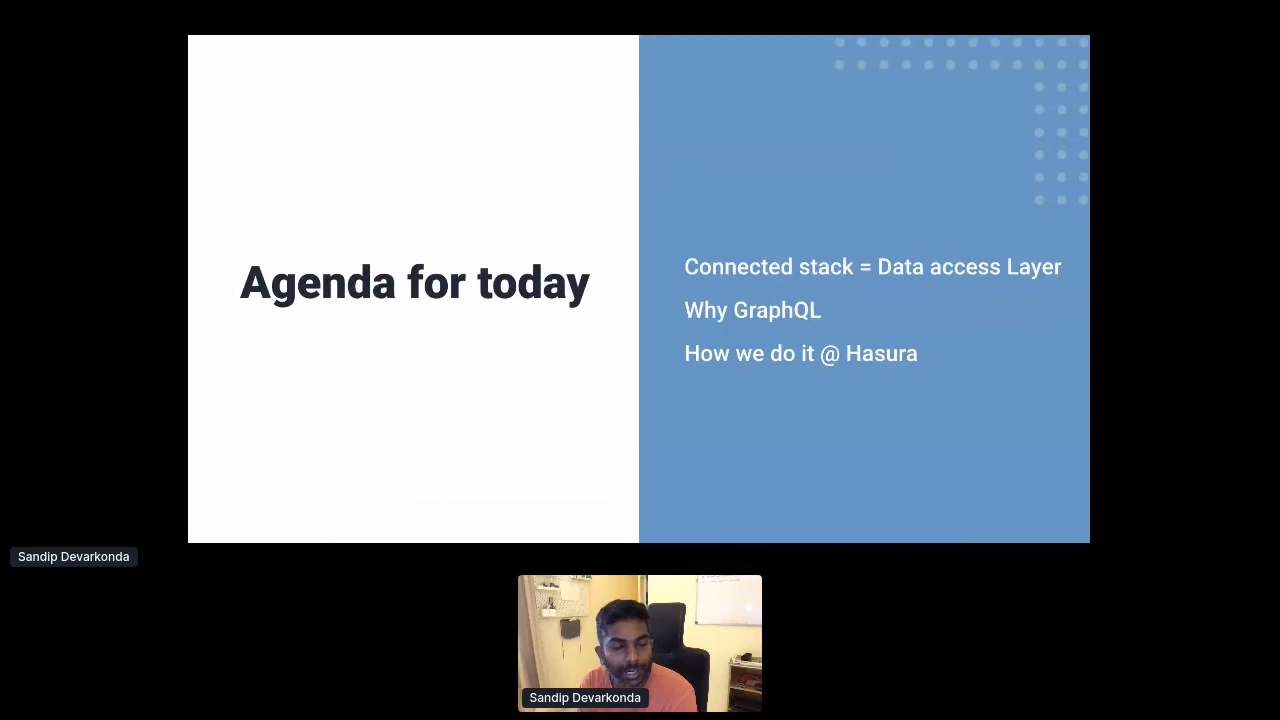 Agenda for today
Connected stack = Data access Layer
Why GraphQL
How we do it @ Hasura
Sandip Devarkonda
Sandip Devarkonda